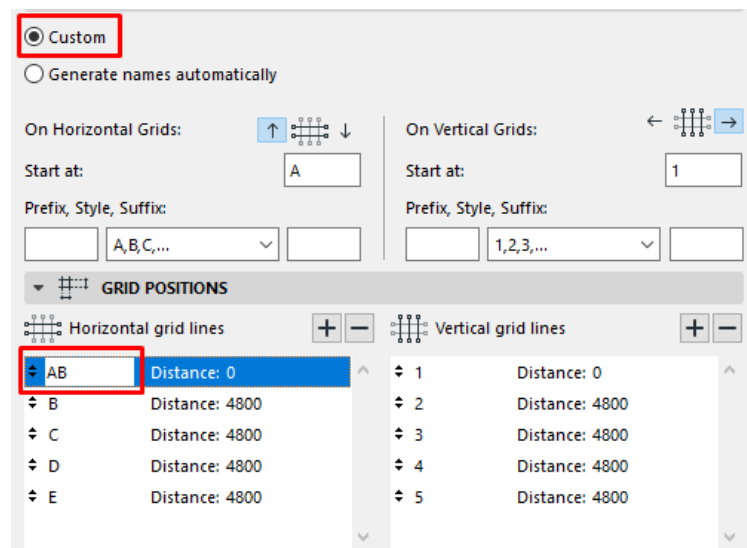 Custom
Generate names automatically
On Horizontal Grids:
On Vertical Grids:
Start at: A
Start at: 1
Prefix, Style, Suffix:
Prefix, Style, Suffix:
A,B,C,...
1,2,3,...
GRID POSITIONS
Horizontal grid lines
Vertical grid lines
AB Distance: 0
1 Distance: 0
B Distance: 4800
2 Distance: 4800
C Distance: 4800
3 Distance: 4800
D Distance: 4800
4 Distance: 4800
E Distance: 4800
5 Distance: 4800